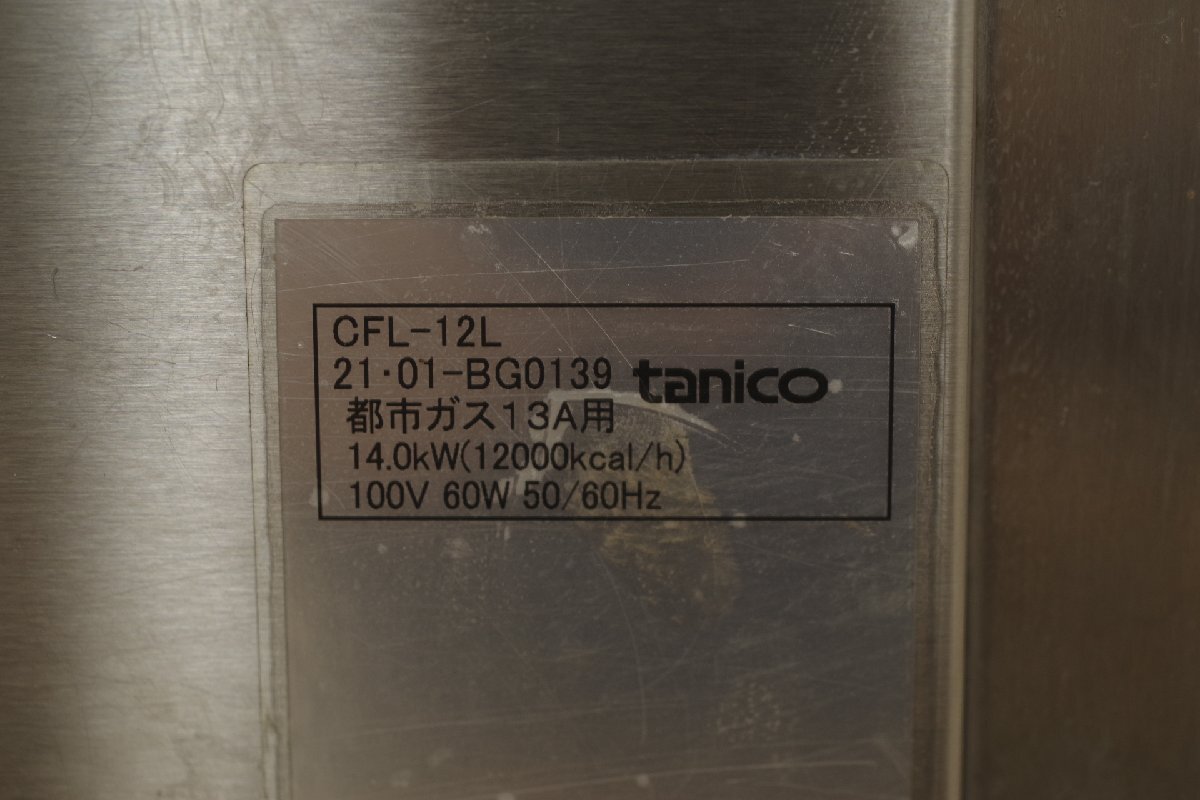 CFL-12L
21·01-BG0139 tanico
都市ガス13A用
14.0kW(12000kcal/h)
100V 60W 50/60Hz